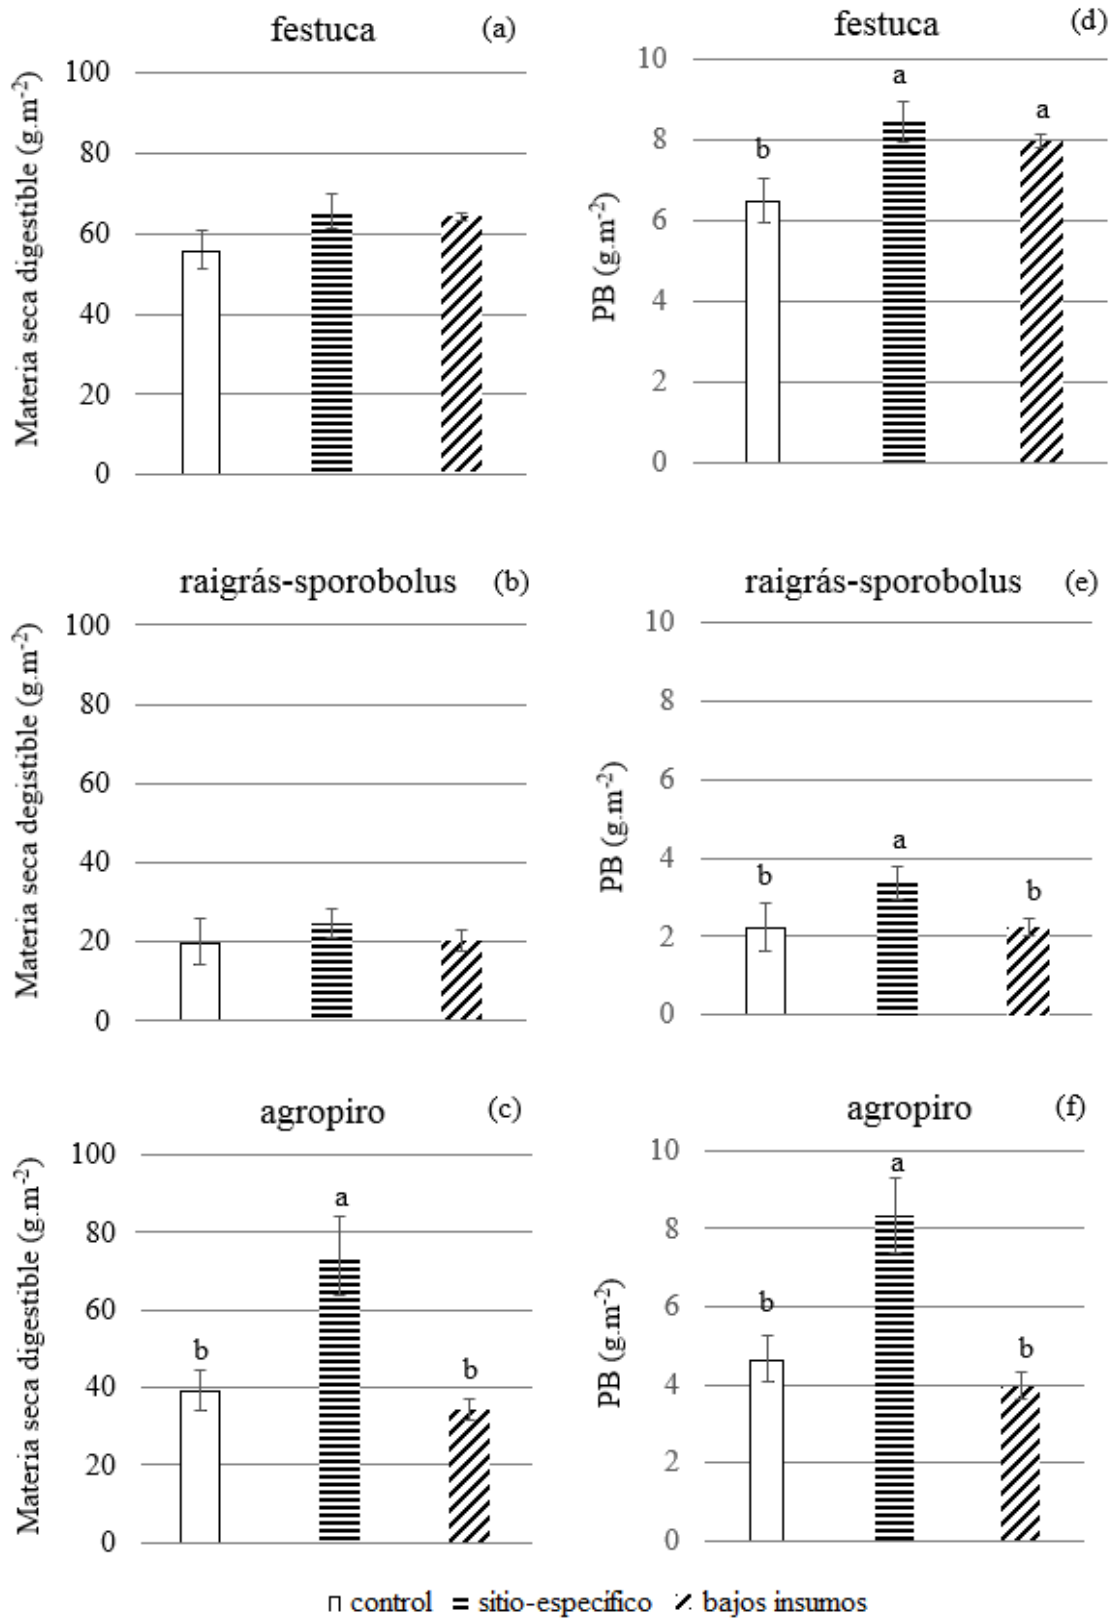 festuca (a)
Materia seca digestible (g.m-2)
100
80
60
40
20
0
festuca (d)
PB (g.m-2)
10
8
6
4
2
0
b
a
a
raigrás-sporobolus (b)
Materia seca degistible (g.m-2)
100
80
60
40
20
0
raigrás-sporobolus (e)
PB (g.m-2)
10
8
6
4
2
0
b
a
b
agropiro (c)
Materia seca digestible (g.m-2)
100
80
60
40
20
0
b
a
b
agropiro (f)
PB (g.m-2)
10
8
6
4
2
0
b
a
b
control sitio-específico bajos insumos